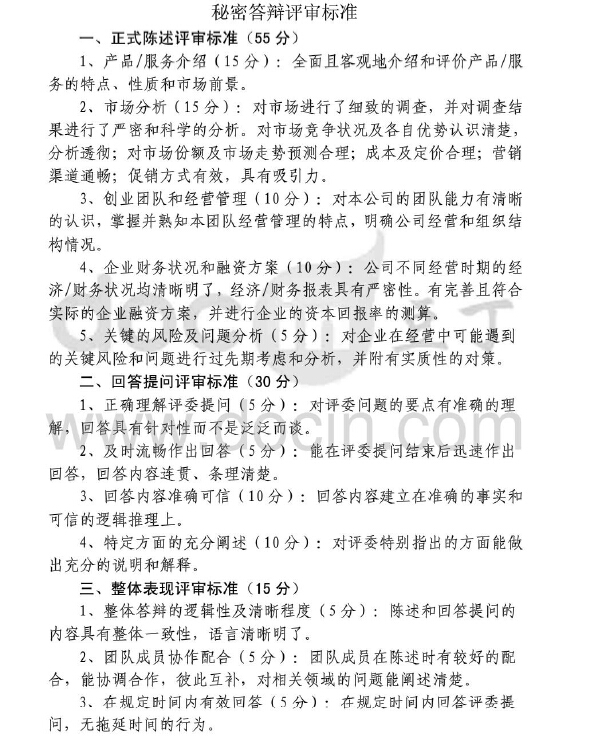 秘密答辩评审标准
一、正式陈述评审标准（55 分）
1、产品/服务介绍（15 分）：全面且客观地介绍和评价产品/服
务的特点、性质和市场前景。
2、市场分析（15 分）：对市场进行了细致的调查，并对调查结
果进行了严密和科学的分析。对市场竞争状况及各自优势认识清楚，
分析透彻；对市场份额及市场走势预测合理；成本及定价合理；营销
渠道通畅；促销方式有效，具有吸引力。
3、创业团队和经营管理（10 分）：对本公司的团队能力有清晰
的认识，掌握并熟知本团队经营管理的特点，明确公司经营和组织结
构情况。
4、企业财务状况和融资方案（10 分）：公司不同经营时期的经
济/财务状况均清晰明了，经济/财务报表具有严密性。有完善且符合
实际的企业融资方案，并进行企业的资本回报率的测算。
5、关键的风险及问题分析（5 分）：对企业在经营中可能遇到
的关键风险和问题进行过先期考虑和分析，并附有实质性的对策。
二、回答提问评审标准（30 分）
1、正确理解评委提问（5 分）：对评委问题的要点有准确的理
解，回答具有针对性而不是泛泛而谈。
2、及时流畅作出回答（5 分）：能在评委提问结束后迅速作出
回答，回答内容连贯、条理清楚。
3、回答内容准确可信（10 分）：回答内容建立在准确的事实和
可信的逻辑推理上。
4、特定方面的充分阐述（10 分）：对评委特别指出的方面能做
出充分的说明和解释。
三、整体表现评审标准（15 分）
1、整体答辩的逻辑性及清晰程度（5 分）：陈述和回答提问的
内容具有整体一致性，语言清晰明了。
2、团队成员协作配合（5 分）：团队成员在陈述时有较好的配
合，能协调合作，彼此互补，对相关领域的问题能阐述清楚。
3、在规定时间内有效回答（5 分）：在规定时间内回答评委提
问，无拖延时间的行为。
docin 豆丁
www.docin.com